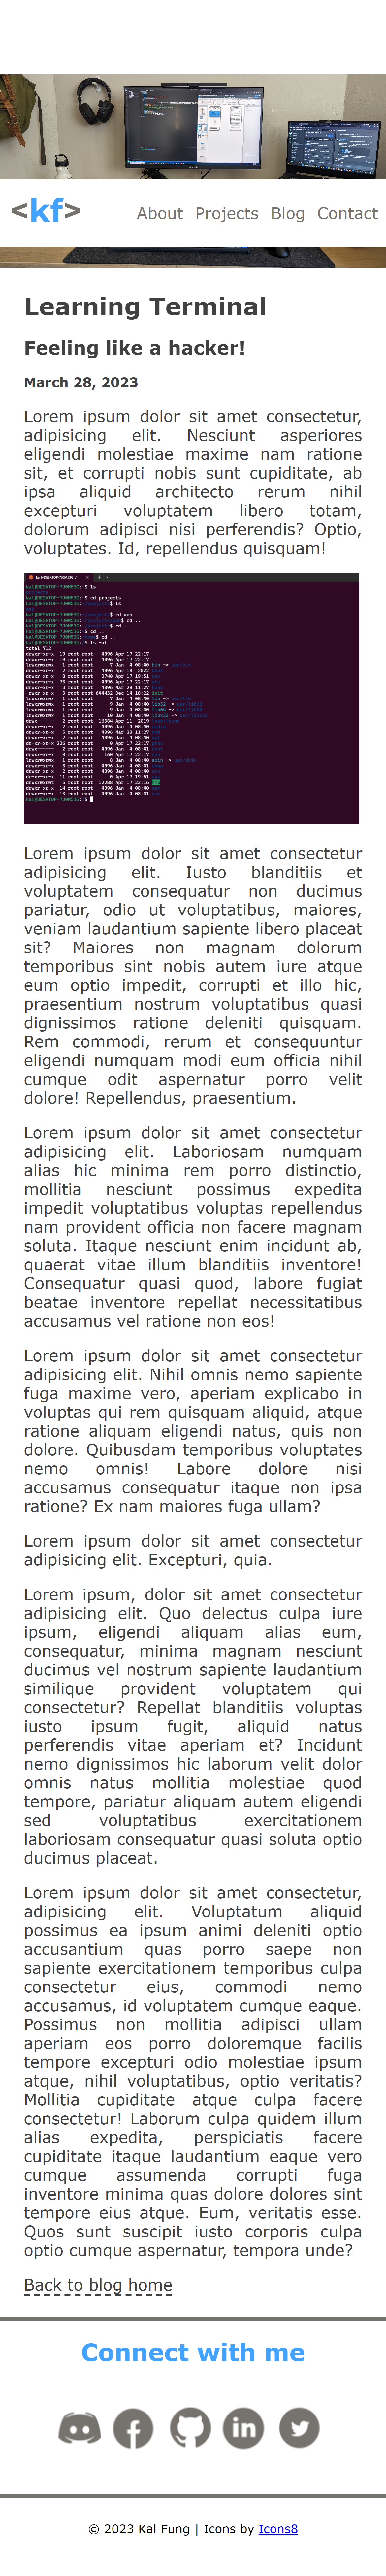 <kf>
About Projects Blog Contact
Learning Terminal
Feeling like a hacker!
March 28, 2023
Lorem ipsum dolor sit amet consectetur,
adipisicing elit. Nesciunt asperiores
eligendi molestiae maxime nam ratione
sit, et corrupti nobis sunt cupiditate, ab
ipsa aliquid architecto rerum nihil
excepturi voluptatem libero totam,
dolorum adipisci nisi perferendis? Optio,
voluptates. Id, repellendus quisquam!
Lorem ipsum dolor sit amet consectetur
adipisicing elit. Iusto blanditiis et
voluptatem consequatur non ducimus
pariatur, odio ut voluptatibus, maiores,
veniam laudantium sapiente libero placeat
sit? Maiores non magnam dolorum
temporibus sint nobis autem iure atque
eum optio impedit, corrupti et illo hic,
praesentium nostrum voluptatibus quasi
dignissimos ratione deleniti quisquam.
Rem commodi, rerum et consequuntur
eligendi numquam modi eum officia nihil
cumque odit aspernatur porro velit
dolore! Repellendus, praesentium.
Lorem ipsum dolor sit amet consectetur
adipisicing elit. Laboriosam numquam
alias hic minima rem porro distinctio,
mollitia nesciunt possimus expedita
impedit voluptatibus voluptas repellendus
nam provident officia non facere magnam
soluta. Itaque nesciunt enim incidunt ab,
quaerat vitae illum blanditiis inventore!
Consequatur quasi quod, labore fugiat
beatae inventore repellat necessitatibus
accusamus vel ratione non eos!
Lorem ipsum dolor sit amet consectetur
adipisicing elit. Nihil omnis nemo sapiente
fuga maxime vero, aperiam explicabo in
voluptas qui rem quisquam aliquid, atque
ratione aliquam eligendi natus, quis non
dolore. Quibusdam temporibus voluptates
nemo omnis! Labore dolore nisi
accusamus consequatur itaque non ipsa
ratione? Ex nam maiores fuga ullam?
Lorem ipsum dolor sit amet consectetur
adipisicing elit. Excepturi, quia.
Lorem ipsum, dolor sit amet consectetur
adipisicing elit. Quo delectus culpa iure
ipsum, eligendi aliquam alias eum,
consequatur, minima magnam nesciunt
ducimus vel nostrum sapiente laudantium
similique provident voluptatem qui
consectetur? Repellat blanditiis voluptas
iusto ipsum fugit, aliquid natus
perferendis vitae aperiam et? Incidunt
nemo dignissimos hic laborum velit dolor
omnis natus mollitia molestiae quod
tempore, pariatur aliquam autem eligendi
sed voluptatibus exercitationem
laboriosam consequatur quasi soluta optio
ducimus placeat.
Lorem ipsum dolor sit amet consectetur,
adipisicing elit. Voluptatum aliquid
possimus ea ipsum animi deleniti optio
accusantium quas porro saepe non
sapiente exercitationem temporibus culpa
consectetur eius, commodi nemo
accusamus, id voluptatem cumque eaque.
Possimus non mollitia adipisci ullam
aperiam eos porro doloremque facilis
tempore excepturi odio molestiae ipsum
atque, nihil voluptatibus, optio veritatis?
Mollitia cupiditate atque culpa facere
consectetur! Laborum culpa quidem illum
alias expedita, perspiciatis facere
cupiditate itaque laudantium eaque vero
cumque assumenda corrupti fuga
inventore minima quas dolore dolores sint
tempore eius atque. Eum, veritatis esse.
Quos sunt suscipit iusto corporis culpa
optio cumque aspernatur, tempora unde?
Back to blog home
Connect with me
in
© 2023 Kal Fung | Icons by Icons8